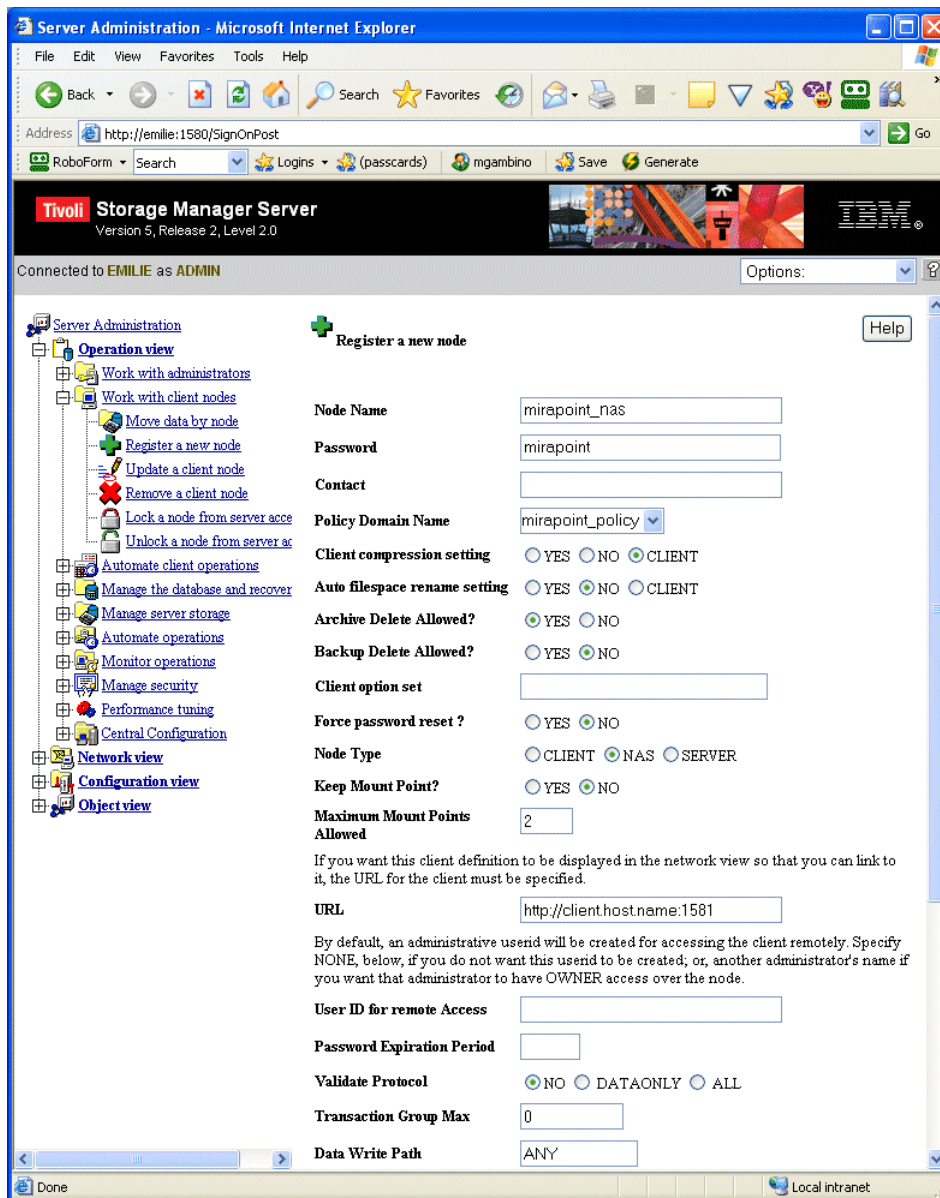 Server Administration - Microsoft Internet Explorer
File Edit View Favorites Tools Help
Back Search Favorites
Address http://emilie:1580/SignOnPost Go
RoboForm Search Logins (passcards) mgambino Save Generate
Tivoli Storage Manager Server
Version 5, Release 2, Level 2.0
IBM®
Connected to EMILIE as ADMIN
Options:
Server Administration
Operation view
Work with administrators
Work with client nodes
Move data by node
Register a new node
Update a client node
Remove a client node
Lock a node from server acce
Unlock a node from server ac
Automate client operations
Manage the database and recover
Manage server storage
Automate operations
Monitor operations
Manage security
Performance tuning
Central Configuration
Network view
Configuration view
Object view
Register a new node
Help
Node Name mirapoint_nas
Password mirapoint
Contact
Policy Domain Name mirapoint_policy
Client compression setting YES NO CLIENT
Auto filespace rename setting YES NO CLIENT
Archive Delete Allowed? YES NO
Backup Delete Allowed? YES NO
Client option set
Force password reset ? YES NO
Node Type CLIENT NAS SERVER
Keep Mount Point? YES NO
Maximum Mount Points
Allowed 2
If you want this client definition to be displayed in the network view so that you can link to
it, the URL for the client must be specified.
URL http://client.host.name:1581
By default, an administrative userid will be created for accessing the client remotely. Specify
NONE, below, if you do not want this userid to be created; or, another administrator's name if
you want that administrator to have OWNER access over the node.
User ID for remote Access
Password Expiration Period
Validate Protocol NO DATAONLY ALL
Transaction Group Max 0
Data Write Path ANY
Done Local intranet